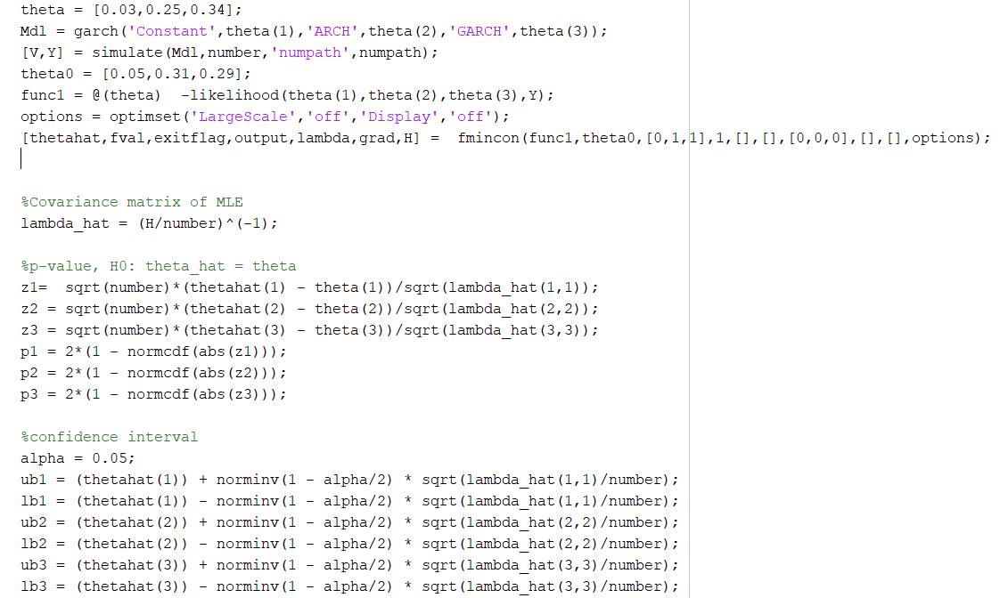 theta = [0.03,0.25,0.34];
Mdl = garch('Constant',theta(1),'ARCH',theta(2),'GARCH',theta(3));
[V,Y] = simulate(Mdl,number,'numpath',numpath);
theta0 = [0.05,0.31,0.29];
func1 = @(theta)  -likelihood(theta(1),theta(2),theta(3),Y);
options = optimset('LargeScale','off','Display','off');
[thetahat,fval,exitflag,output,lambda,grad,H] =  fmincon(func1,theta0,[0,1,1],1,[],[],[0,0,0],[],[],options);
%Covariance matrix of MLE
lambda_hat = (H/number)^(-1);
%p-value, H0: theta_hat = theta
z1=  sqrt(number)*(thetahat(1) - theta(1))/sqrt(lambda_hat(1,1));
z2 = sqrt(number)*(thetahat(2) - theta(2))/sqrt(lambda_hat(2,2));
z3 = sqrt(number)*(thetahat(3) - theta(3))/sqrt(lambda_hat(3,3));
p1 = 2*(1 - normcdf(abs(z1)));
p2 = 2*(1 - normcdf(abs(z2)));
p3 = 2*(1 - normcdf(abs(z3)));
%confidence interval
alpha = 0.05;
ub1 = (thetahat(1)) + norminv(1 - alpha/2) * sqrt(lambda_hat(1,1)/number);
lb1 = (thetahat(1)) - norminv(1 - alpha/2) * sqrt(lambda_hat(1,1)/number);
ub2 = (thetahat(2)) + norminv(1 - alpha/2) * sqrt(lambda_hat(2,2)/number);
lb2 = (thetahat(2)) - norminv(1 - alpha/2) * sqrt(lambda_hat(2,2)/number);
ub3 = (thetahat(3)) + norminv(1 - alpha/2) * sqrt(lambda_hat(3,3)/number);
lb3 = (thetahat(3)) - norminv(1 - alpha/2) * sqrt(lambda_hat(3,3)/number);